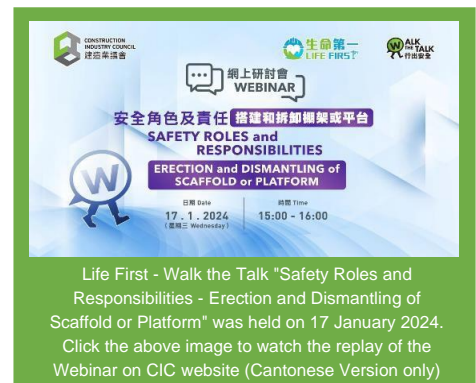 CONSTRUCTION
INDUSTRY COUNCIL
建造業議會
生命第一
LIFE FIRST
WALK
THE TALK
行出安全
網上研討會
WEBINAR
安全角色及責任 搭建和拆卸棚架或平台
SAFETY ROLES and
RESPONSIBILITIES
ERECTION and DISMANTLING of
SCAFFOLD or PLATFORM
W
日期 Date
17.1.2024
(星期三 Wednesday)
時間 Time
15:00 - 16:00
Life First - Walk the Talk "Safety Roles and
Responsibilities - Erection and Dismantling of
Scaffold or Platform" was held on 17 January 2024.
Click the above image to watch the replay of the
Webinar on CIC website (Cantonese Version only)